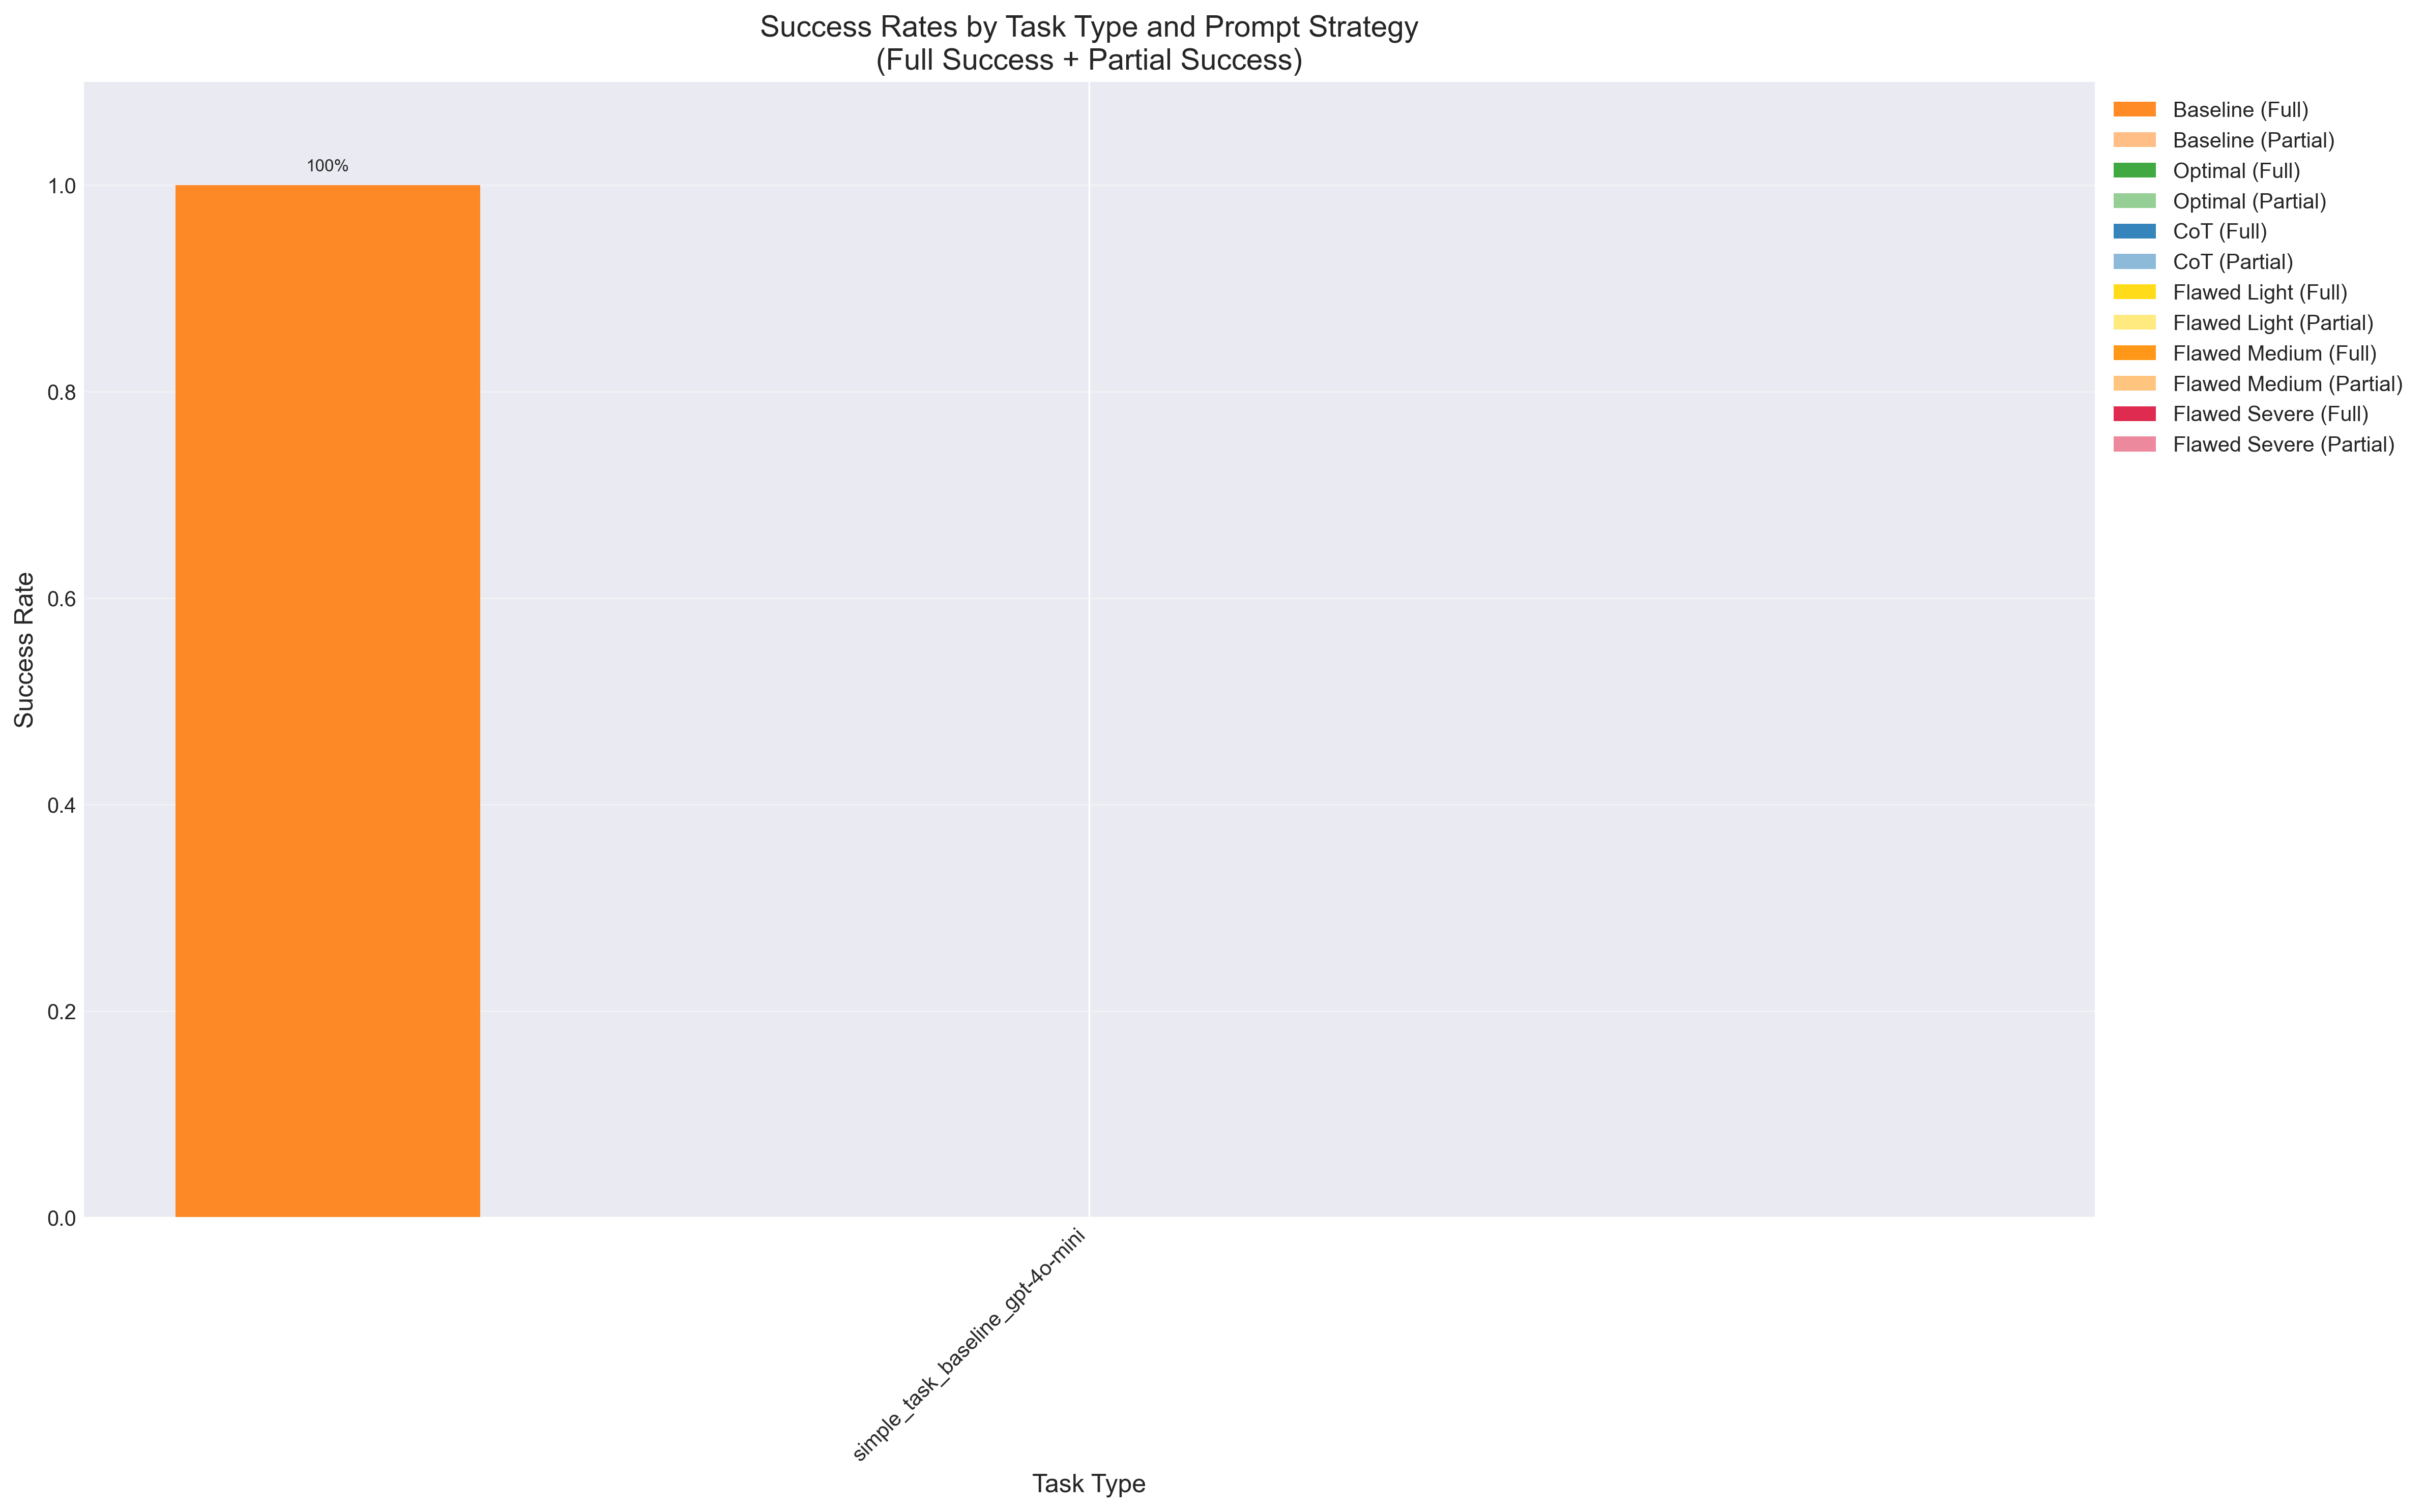 Success Rates by Task Type and Prompt Strategy
(Full Success + Partial Success)
100%
1.0
0.8
0.6
0.4
0.2
0.0
Success Rate
simple_task_baseline_gpt-4o-mini
Task Type
Baseline (Full)
Baseline (Partial)
Optimal (Full)
Optimal (Partial)
CoT (Full)
CoT (Partial)
Flawed Light (Full)
Flawed Light (Partial)
Flawed Medium (Full)
Flawed Medium (Partial)
Flawed Severe (Full)
Flawed Severe (Partial)